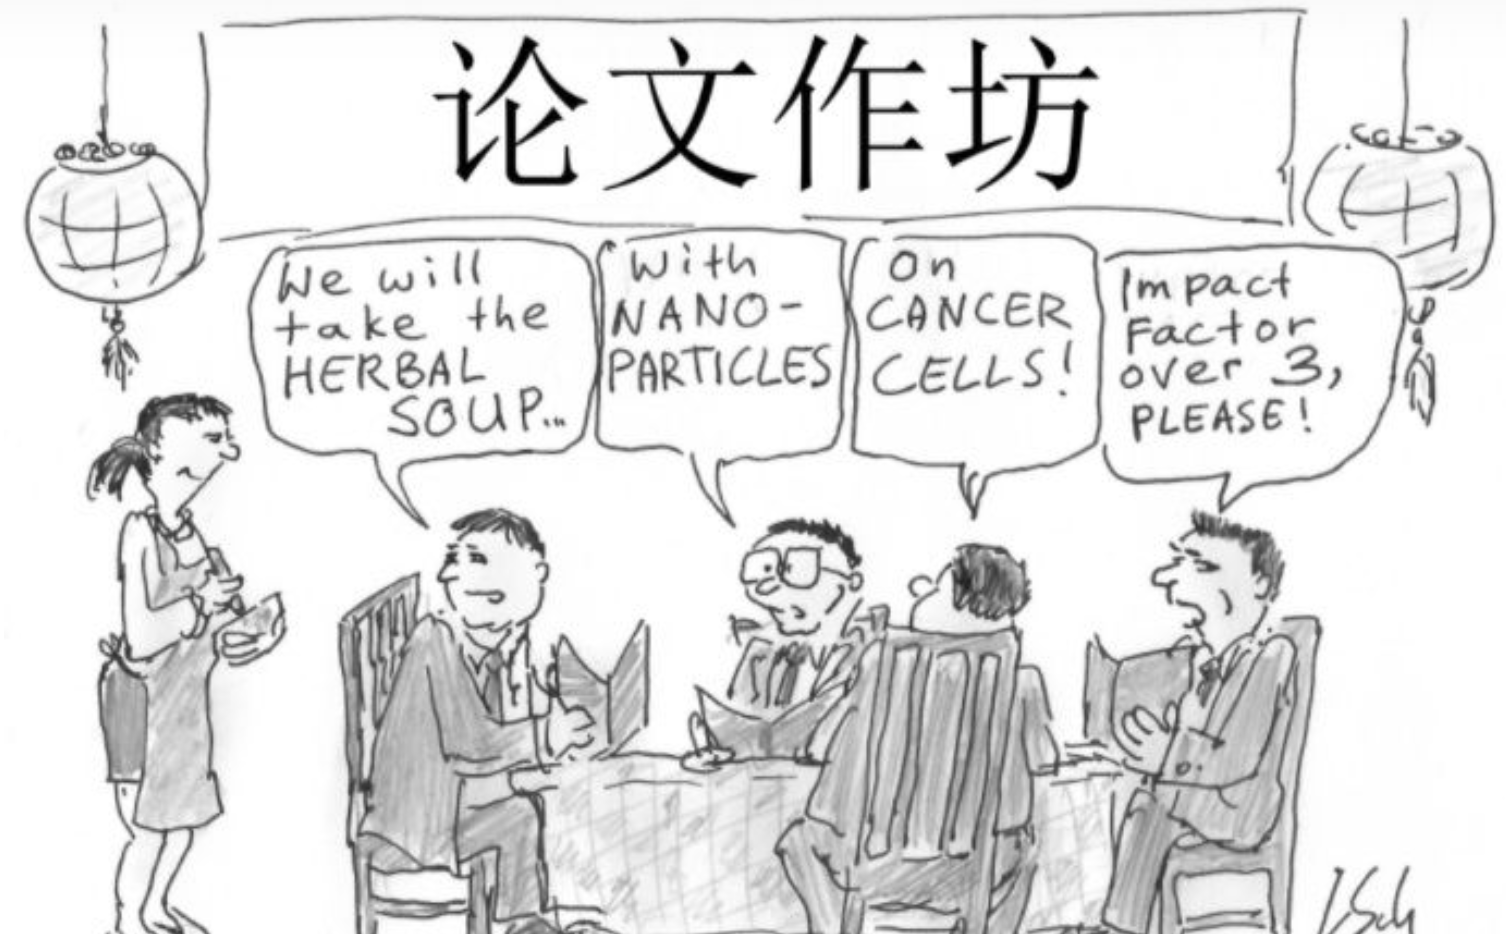 论文作坊
We will
take the
HERBAL
SOUP...
With
NANO-
PARTICLES
On
CANCER
CELLS!
Impact
Factor
over 3,
PLEASE!